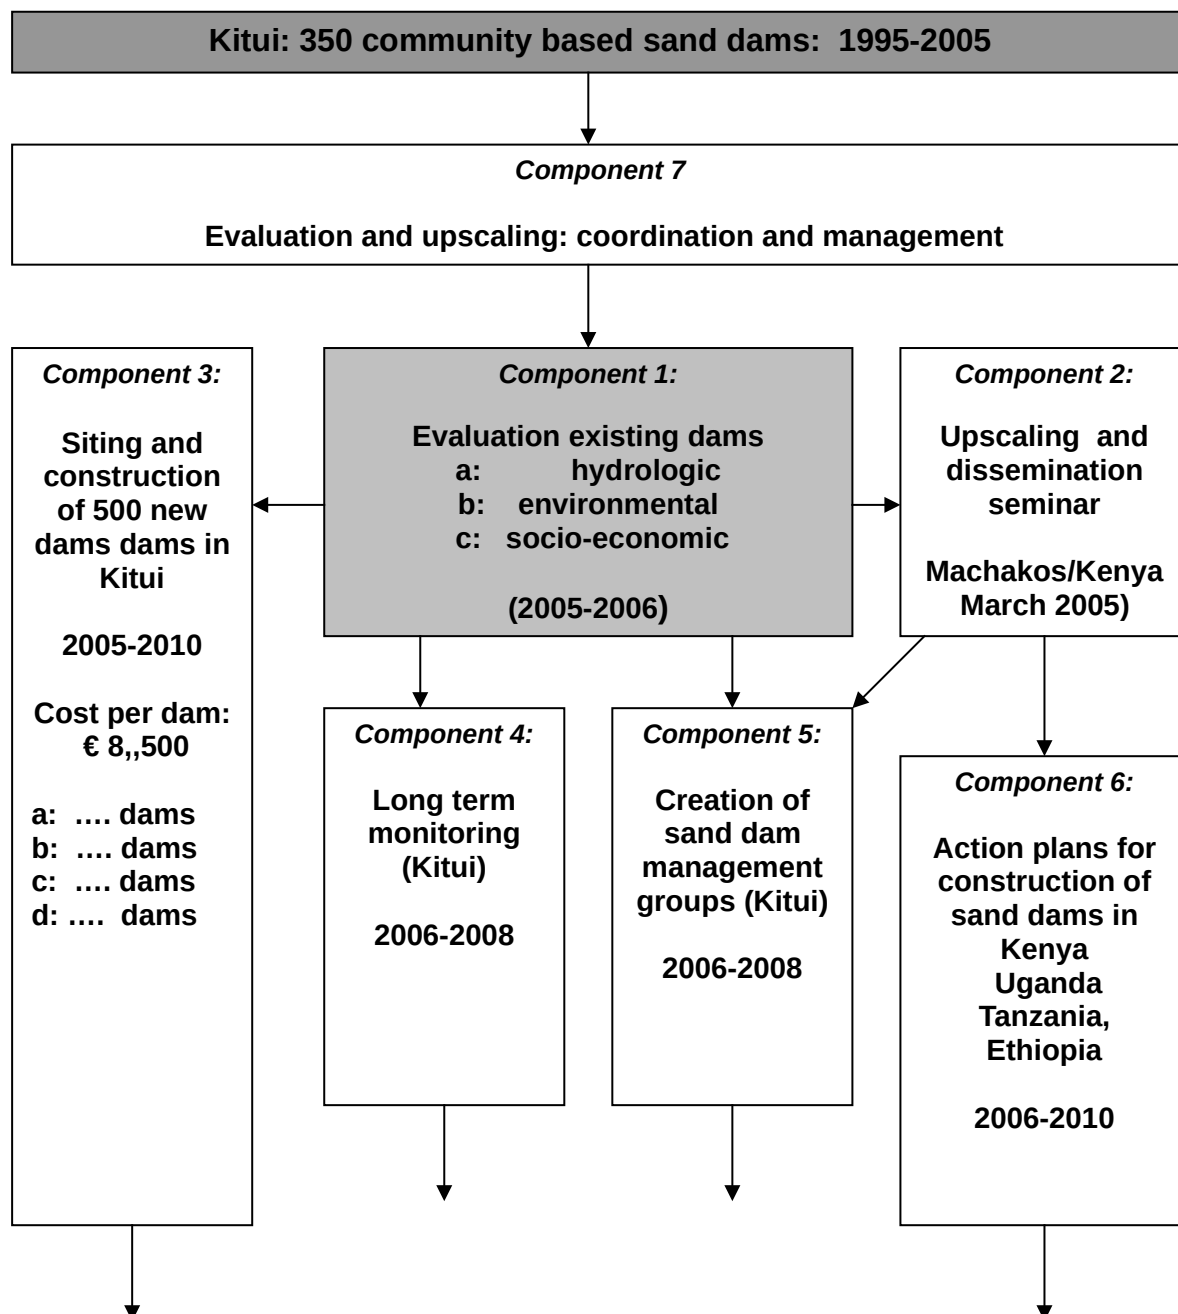 Kitui: 350 community based sand dams: 1995-2005
Component 7
Evaluation and upscaling: coordination and management
Component 3:
Siting and
construction
of 500 new
dams dams in
Kitui
2005-2010
Cost per dam:
€ 8,,500
a: …. dams
b: …. dams
c: …. dams
d: …. dams
Component 1:
Evaluation existing dams
a: hydrologic
b: environmental
c: socio-economic
(2005-2006)
Component 2:
Upscaling and
dissemination
seminar
Machakos/Kenya
March 2005)
Component 4:
Long term
monitoring
(Kitui)
2006-2008
Component 5:
Creation of
sand dam
management
groups (Kitui)
2006-2008
Component 6:
Action plans for
construction of
sand dams in
Kenya
Uganda
Tanzania,
Ethiopia
2006-2010